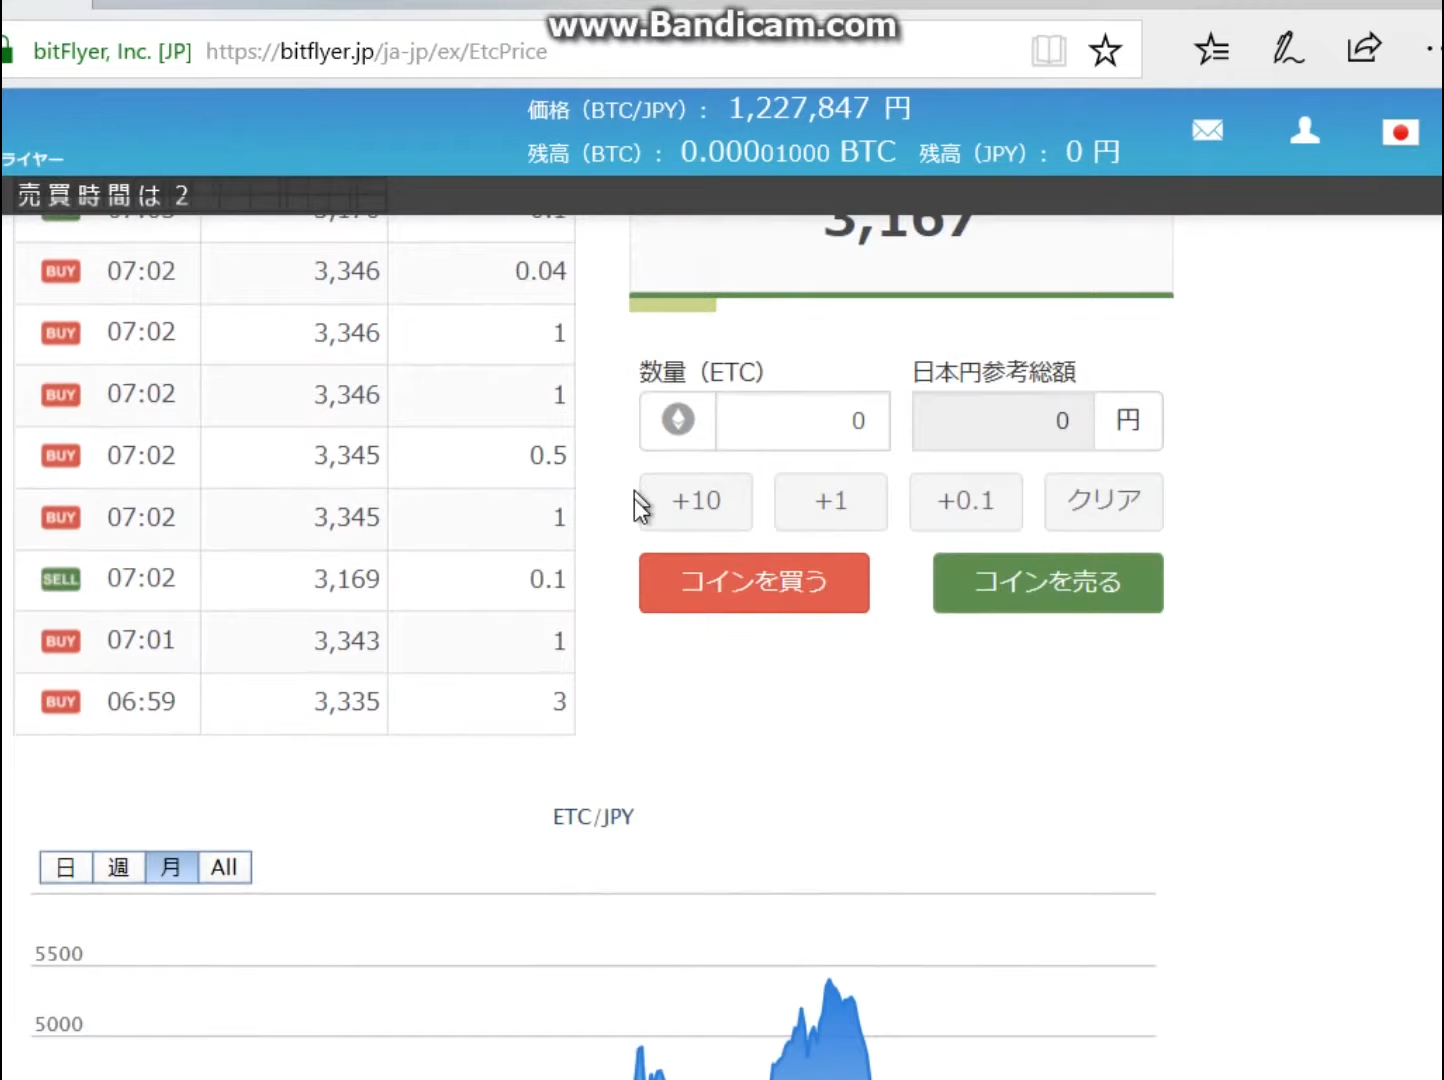 www.Bandicam.com
bitFlyer, Inc. [JP] https://bitflyer.jp/ja-jp/ex/EtcPrice
価格（BTC/JPY）： 1,227,847 円
ライヤー
残高（BTC）： 0.00001000 BTC 残高（JPY）： 0 円
売買時間は 2
3,167
BUY 07:02 3,346 0.04
BUY 07:02 3,346 1
BUY 07:02 3,346 1
BUY 07:02 3,345 0.5
BUY 07:02 3,345 1
SELL 07:02 3,169 0.1
BUY 07:01 3,343 1
BUY 06:59 3,335 3
数量（ETC） 日本円参考総額
0 0 円
+10 +1 +0.1 クリア
コインを買う コインを売る
ETC/JPY
日 週 月 All
5500
5000